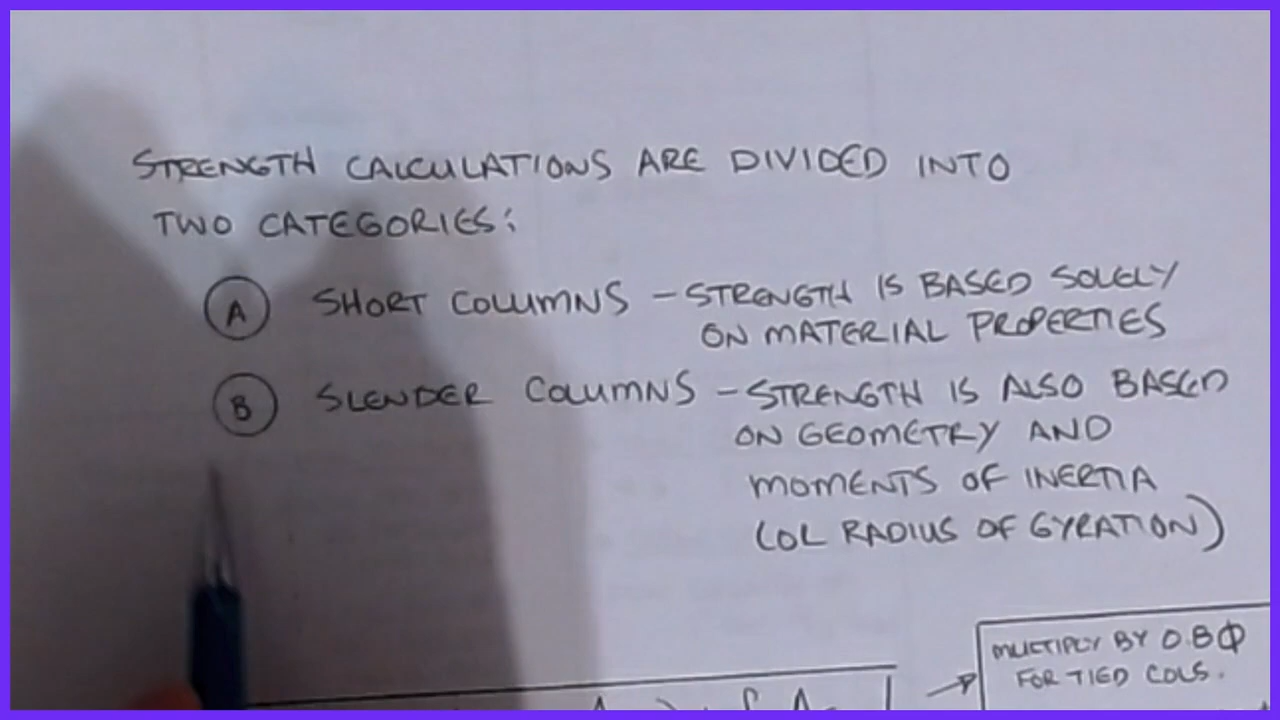 STRENGTH CALCULATIONS ARE DIVIDED INTO
TWO CATEGORIES:
A SHORT COLUMNS - STRENGTH IS BASED SOLELY
ON MATERIAL PROPERTIES
B SLENDER COLUMNS - STRENGTH IS ALSO BASED
ON GEOMETRY AND
MOMENTS OF INERTIA
(OR RADIUS OF GYRATION)
MULTIPLY BY 0.8 Φ
FOR TIED COLS.